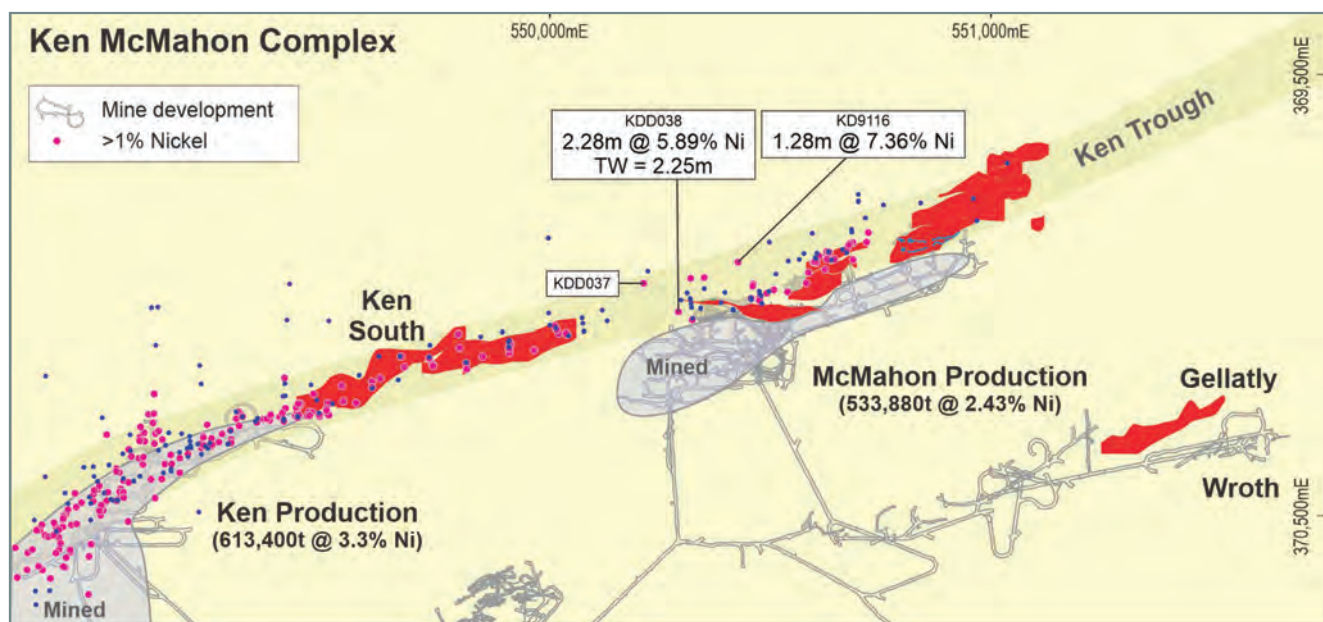 Ken McMahon Complex
Mine development
>1% Nickel
550,000mE
551,000mE
369,500mE
KDD038
2.28m @ 5.89% Ni
TW = 2.25m
KD9116
1.28m @ 7.36% Ni
Ken Trough
KDD037
Ken
South
Mined
McMahon Production
(533,880t @ 2.43% Ni)
Gellatly
Wroth
Ken Production
(613,400t @ 3.3% Ni)
370,500mE
Mined